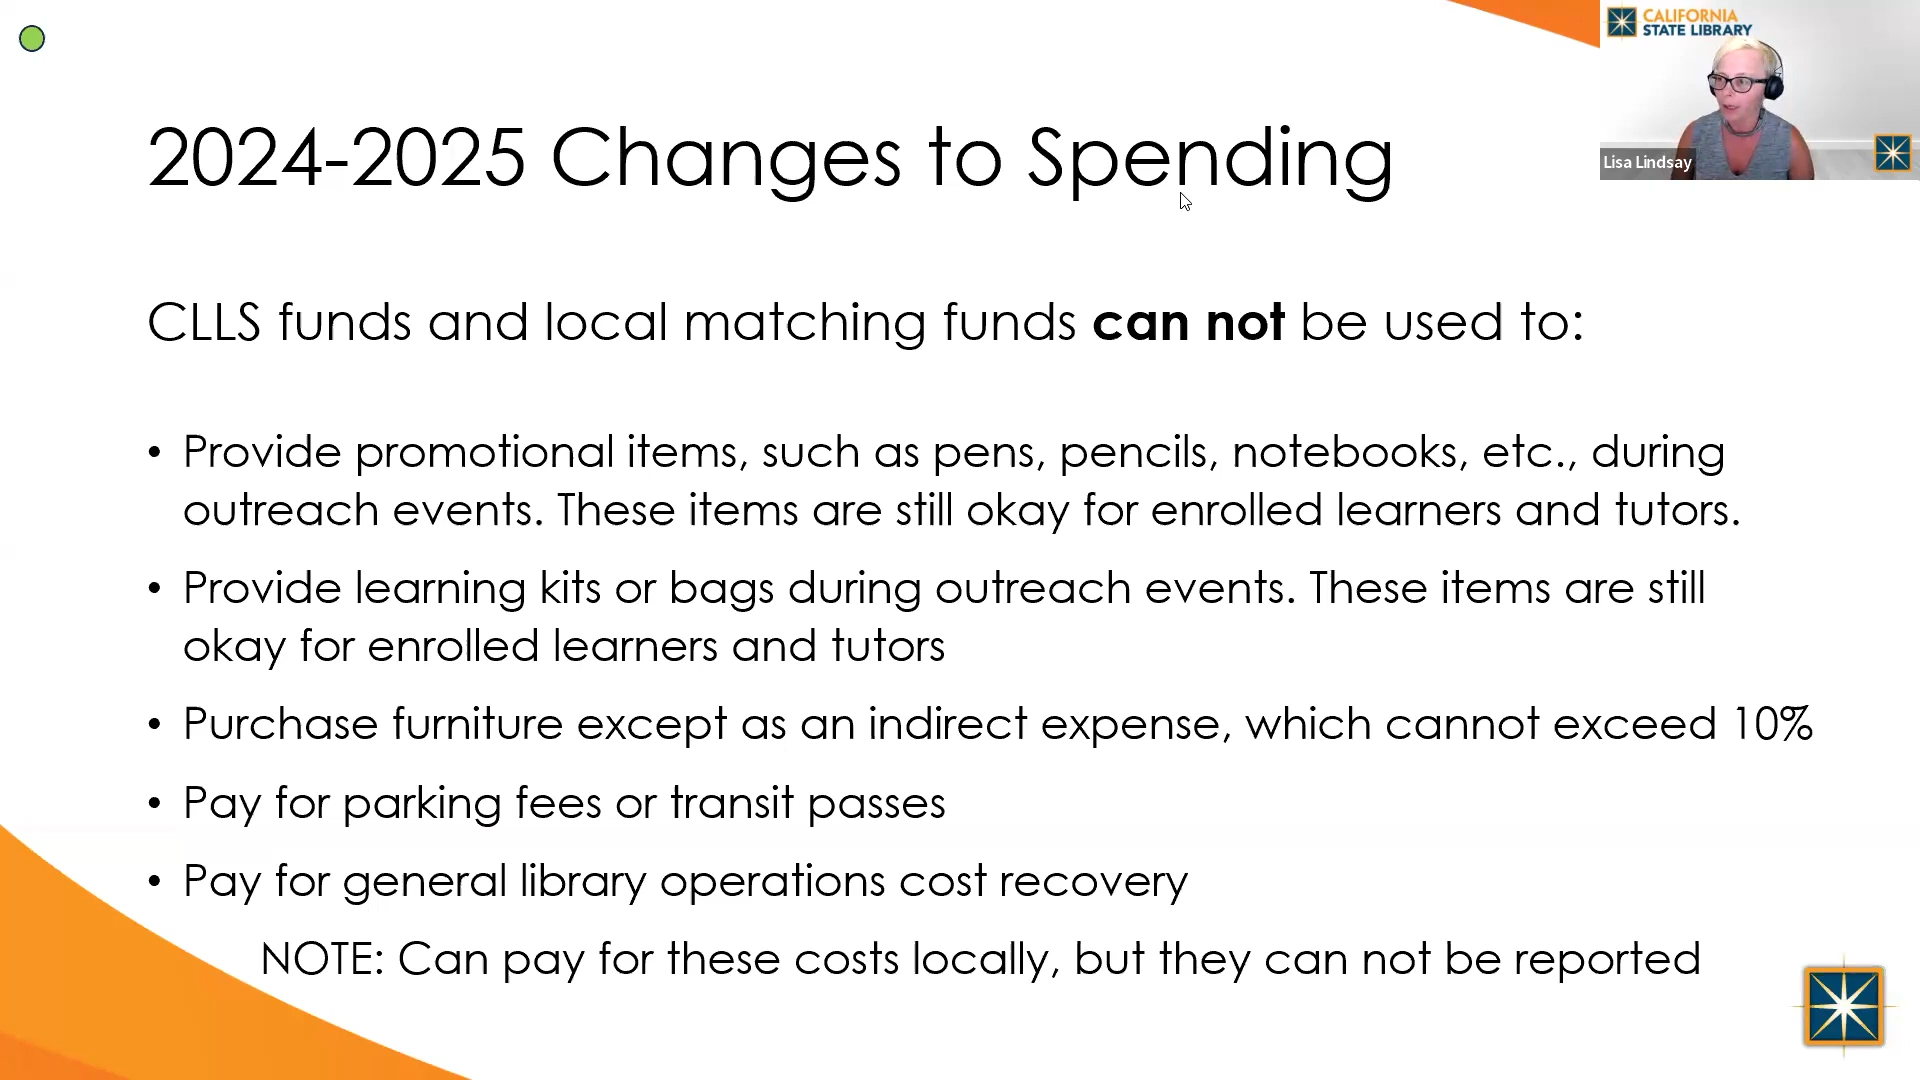 CALIFORNIA
STATE LIBRARY
Lisa Lindsay
2024-2025 Changes to Spending
CLLS funds and local matching funds can not be used to:
• Provide promotional items, such as pens, pencils, notebooks, etc., during
outreach events. These items are still okay for enrolled learners and tutors.
• Provide learning kits or bags during outreach events. These items are still
okay for enrolled learners and tutors
• Purchase furniture except as an indirect expense, which cannot exceed 10%
• Pay for parking fees or transit passes
• Pay for general library operations cost recovery
NOTE: Can pay for these costs locally, but they can not be reported